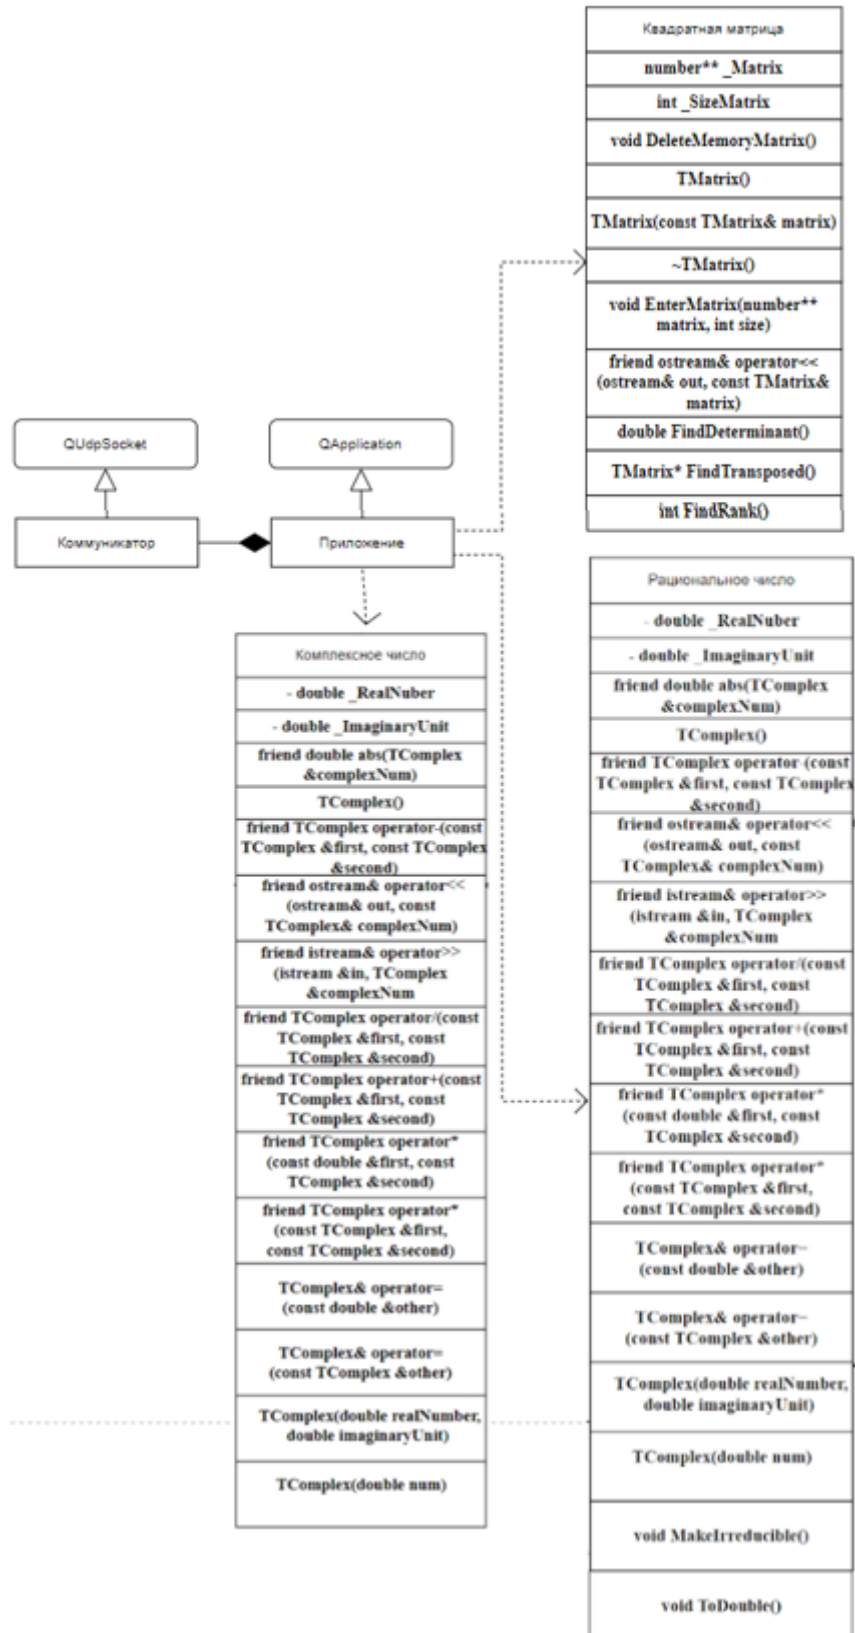 Квадратная матрица
number** _Matrix
int _SizeMatrix
void DeleteMemoryMatrix()
TMatrix()
TMatrix(const TMatrix& matrix)
~TMatrix()
void EnterMatrix(number**
matrix, int size)
friend ostream& operator<<
(ostream& out, const TMatrix&
matrix)
double FindDeterminant()
TMatrix* FindTransposed()
int FindRank()
QUdpSocket
QApplication
Коммуникатор
Приложение
Комплексное число
- double _RealNuber
- double _ImaginaryUnit
friend double abs(TComplex
&complexNum)
TComplex()
friend TComplex operator-(const
TComplex &first, const TComplex
&second)
friend ostream& operator<<
(ostream& out, const
TComplex& complexNum)
friend istream& operator>>
(istream &in, TComplex
&complexNum
friend TComplex operator/(const
TComplex &first, const
TComplex &second)
friend TComplex operator+(const
TComplex &first, const
TComplex &second)
friend TComplex operator*
(const double &first, const
TComplex &second)
friend TComplex operator*
(const TComplex &first,
const TComplex &second)
TComplex& operator=
(const double &other)
TComplex& operator=
(const TComplex &other)
TComplex(double realNumber,
double imaginaryUnit)
TComplex(double num)
Рациональное число
- double _RealNuber
- double _ImaginaryUnit
friend double abs(TComplex
&complexNum)
TComplex()
friend TComplex operator-(const
TComplex &first, const TComplex
&second)
friend ostream& operator<<
(ostream& out, const
TComplex& complexNum)
friend istream& operator>>
(istream &in, TComplex
&complexNum
friend TComplex operator/(const
TComplex &first, const
TComplex &second)
friend TComplex operator+(const
TComplex &first, const
TComplex &second)
friend TComplex operator*
(const double &first, const
TComplex &second)
friend TComplex operator*
(const TComplex &first,
const TComplex &second)
TComplex& operator=
(const double &other)
TComplex& operator=
(const TComplex &other)
TComplex(double realNumber,
double imaginaryUnit)
TComplex(double num)
void MakeIrreducible()
void ToDouble()